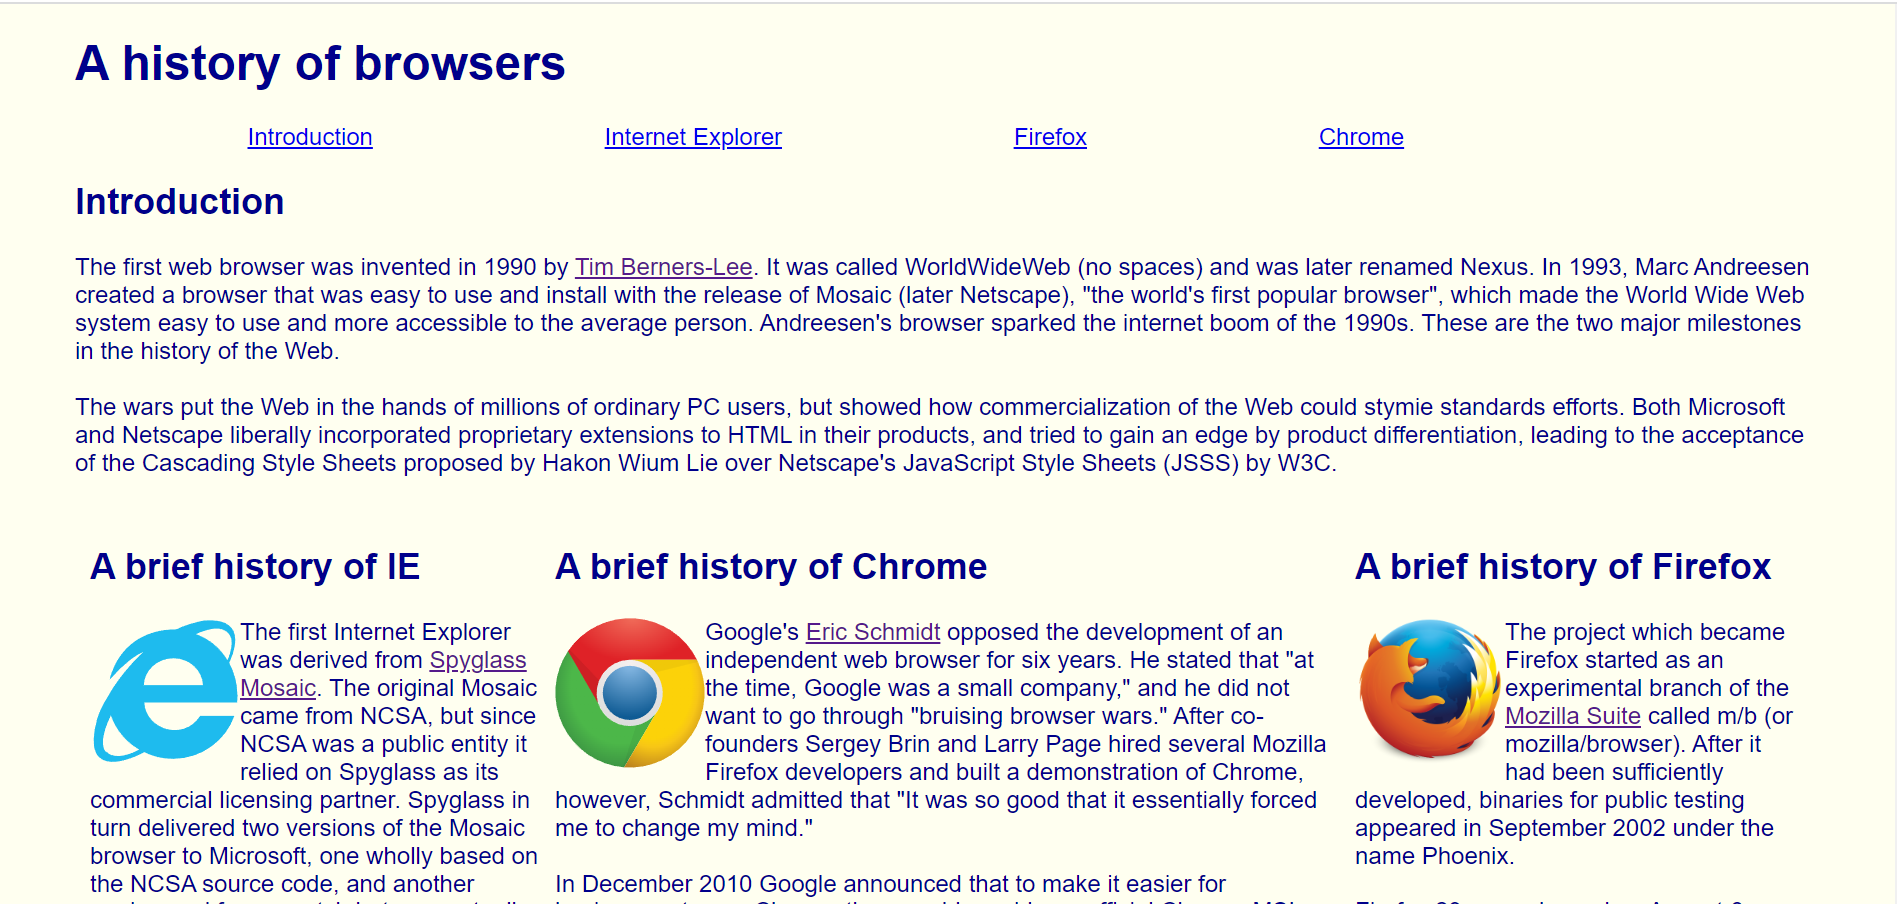 A history of browsers
Introduction Internet Explorer Firefox Chrome
Introduction
The first web browser was invented in 1990 by Tim Berners-Lee. It was called WorldWideWeb (no spaces) and was later renamed Nexus. In 1993, Marc Andreesen
created a browser that was easy to use and install with the release of Mosaic (later Netscape), "the world's first popular browser", which made the World Wide Web
system easy to use and more accessible to the average person. Andreesen's browser sparked the internet boom of the 1990s. These are the two major milestones
in the history of the Web.
The wars put the Web in the hands of millions of ordinary PC users, but showed how commercialization of the Web could stymie standards efforts. Both Microsoft
and Netscape liberally incorporated proprietary extensions to HTML in their products, and tried to gain an edge by product differentiation, leading to the acceptance
of the Cascading Style Sheets proposed by Hakon Wium Lie over Netscape's JavaScript Style Sheets (JSSS) by W3C.
A brief history of IE
The first Internet Explorer
was derived from Spyglass
Mosaic. The original Mosaic
came from NCSA, but since
NCSA was a public entity it
relied on Spyglass as its
commercial licensing partner. Spyglass in
turn delivered two versions of the Mosaic
browser to Microsoft, one wholly based on
the NCSA source code, and another
A brief history of Chrome
Google's Eric Schmidt opposed the development of an
independent web browser for six years. He stated that "at
the time, Google was a small company," and he did not
want to go through "bruising browser wars." After co-
founders Sergey Brin and Larry Page hired several Mozilla
Firefox developers and built a demonstration of Chrome,
however, Schmidt admitted that "It was so good that it essentially forced
me to change my mind."
In December 2010 Google announced that to make it easier for
A brief history of Firefox
The project which became
Firefox started as an
experimental branch of the
Mozilla Suite called m/b (or
mozilla/browser). After it
had been sufficiently
developed, binaries for public testing
appeared in September 2002 under the
name Phoenix.